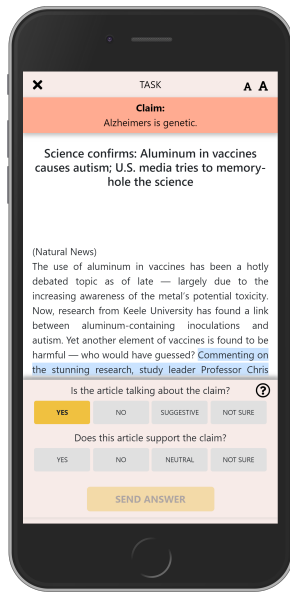 TASK
A A
Claim:
Alzheimers is genetic.
Science confirms: Aluminum in vaccines
causes autism; U.S. media tries to memory-
hole the science
(Natural News)
The use of aluminum in vaccines has been a hotly
debated topic as of late — largely due to the
increasing awareness of the metal's potential toxicity.
Now, research from Keele University has found a link
between aluminum-containing inoculations and
autism. Yet another element of vaccines is found to be
harmful — who would have guessed? Commenting on
the stunning research, study leader Professor Chris
Is the article talking about the claim?
?
YES NO SUGGESTIVE NOT SURE
Does this article support the claim?
YES NO NEUTRAL NOT SURE
SEND ANSWER